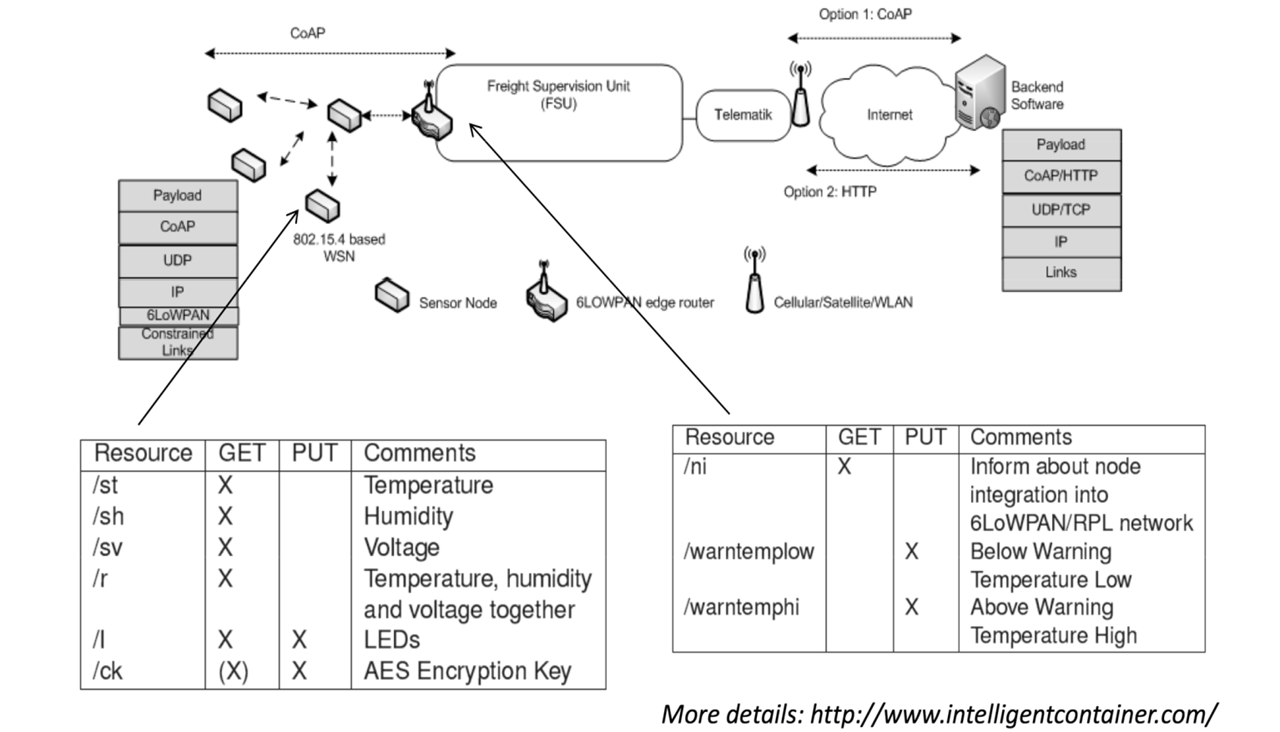 Option 1: CoAP
CoAP
Freight Supervision Unit
(FSU)
Telematik
Internet
Backend
Software
Option 2: HTTP
Payload
CoAP/HTTP
UDP/TCP
IP
Links
Payload
CoAP
UDP
IP
6LoWPAN
Constrained
Links
802.15.4 based
WSN
Sensor Node
6LOWPAN edge router
Cellular/Satellite/WLAN
Resource GET PUT Comments
/st X Temperature
/sh X Humidity
/sv X Voltage
/r X Temperature, humidity
and voltage together
/l X X LEDs
/ck (X) X AES Encryption Key
Resource GET PUT Comments
/ni X Inform about node
integration into
6LoWPAN/RPL network
/warntemplow X Below Warning
Temperature Low
/warntemphi X Above Warning
Temperature High
More details: http://www.intelligentcontainer.com/